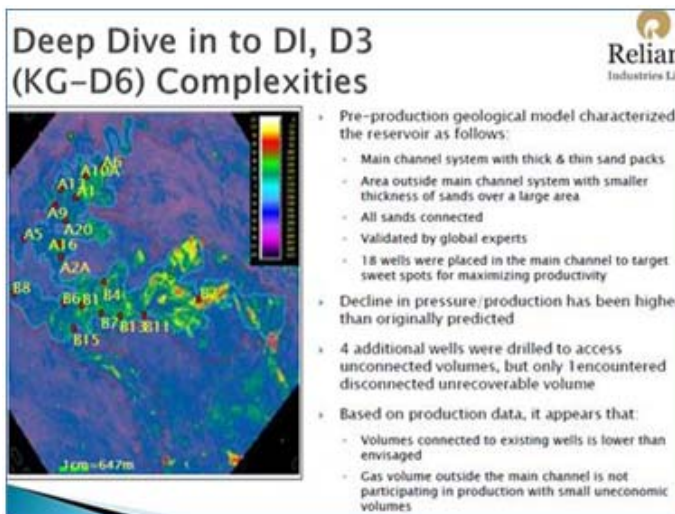 Deep Dive in to DI, D3
(KG-D6) Complexities
Relian
Industries Li
Pre-production geological model characterized
the reservoir as follows:
Main channel system with thick & thin sand packs
Area outside main channel system with smaller
thickness of sands over a large area
All sands connected
Validated by global experts
18 wells were placed in the main channel to target
sweet spots for maximizing productivity
Decline in pressure/production has been highe
than originally predicted
4 additional wells were drilled to access
unconnected volumes, but only 1encountered
disconnected unrecoverable volume
Based on production data, it appears that:
Volumes connected to existing wells is lower than
envisaged
Gas volume outside the main channel is not
participating in production with small uneconomic
volumes
A6
A10A
A13
A1
A9
A20
A5
A16
A2A
B8
B4
B6
B1
B7
B13
B11
B15
1cm=647m